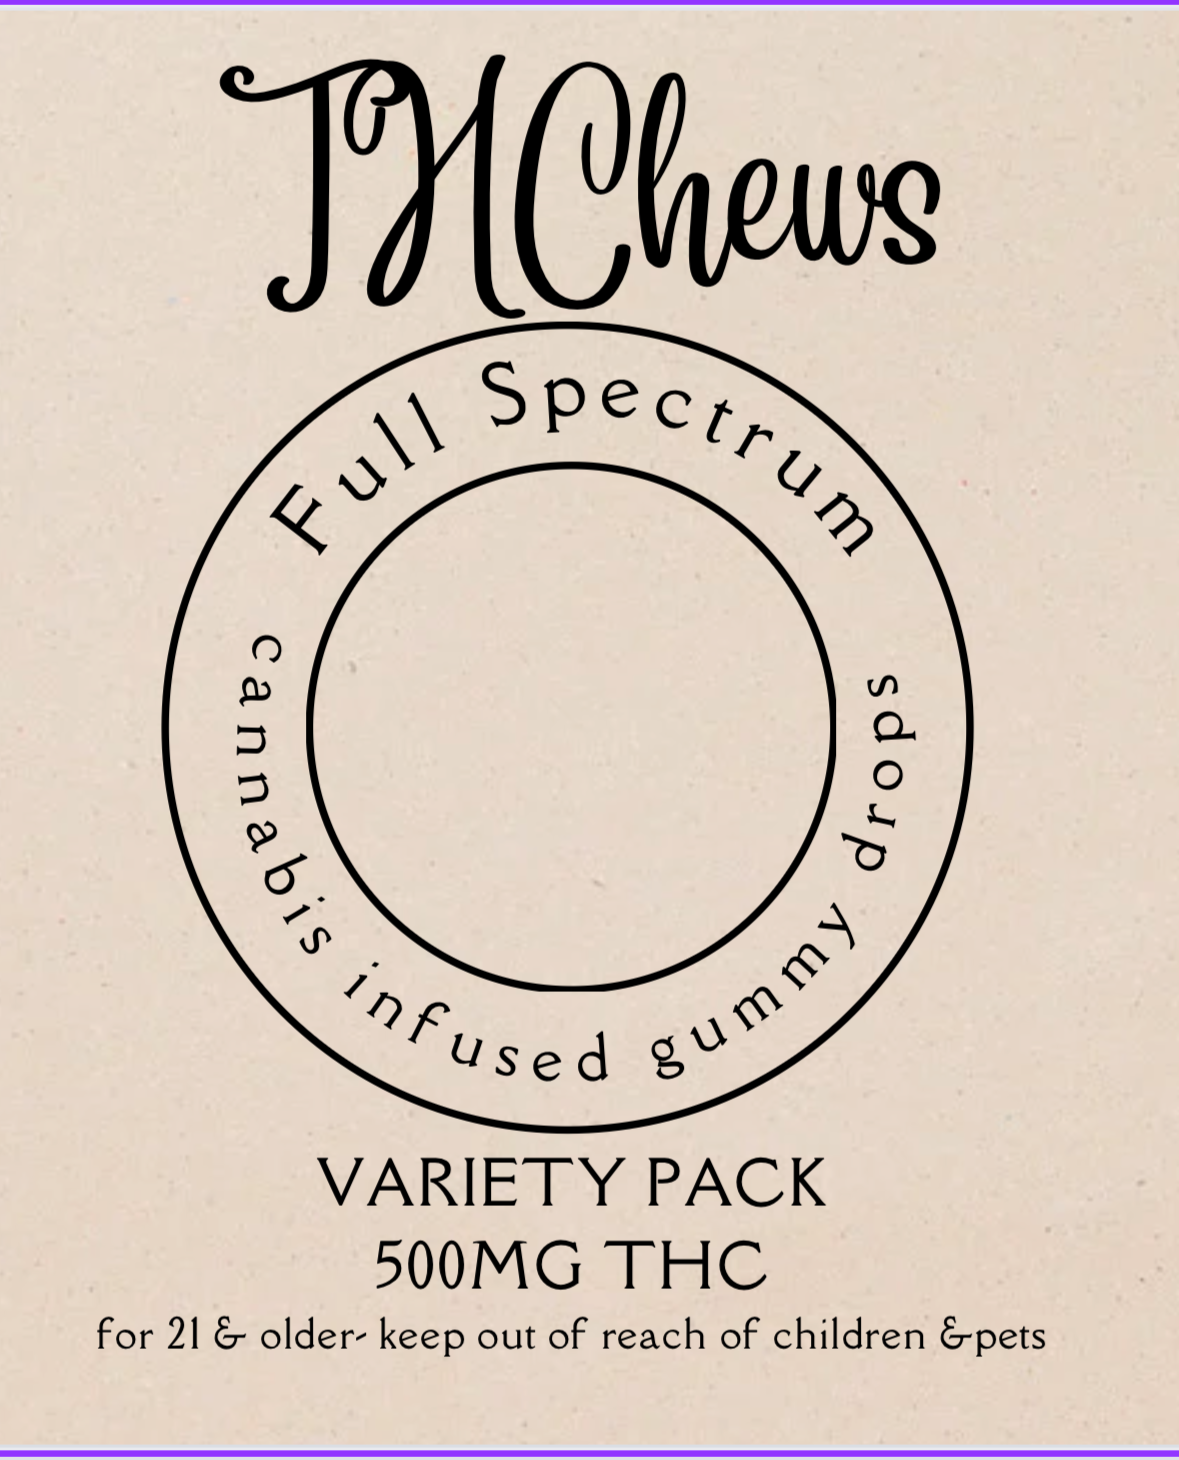 THChews
Full Spectrum
cannabis infused gummy drops
VARIETY PACK
500MG THC
for 21 & older- keep out of reach of children &pets